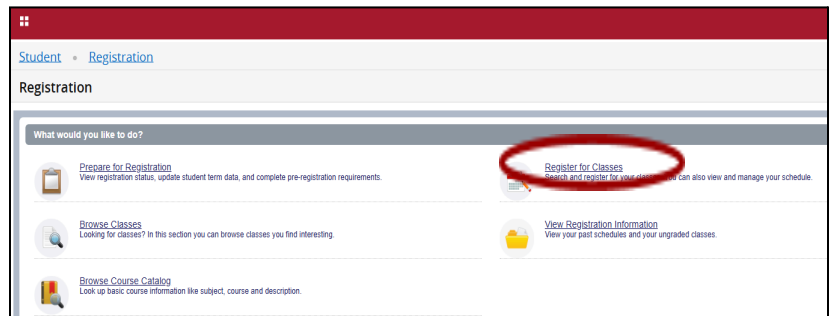 Student • Registration
Registration
What would you like to do?
Prepare for Registration
View registration status, update student term data, and complete pre-registration requirements.
Register for Classes
Search and register for your classes. You can also view and manage your schedule.
Browse Classes
Looking for classes? In this section you can browse classes you find interesting.
View Registration Information
View your past schedules and your ungraded classes.
Browse Course Catalog
Look up basic course information like subject, course and description.